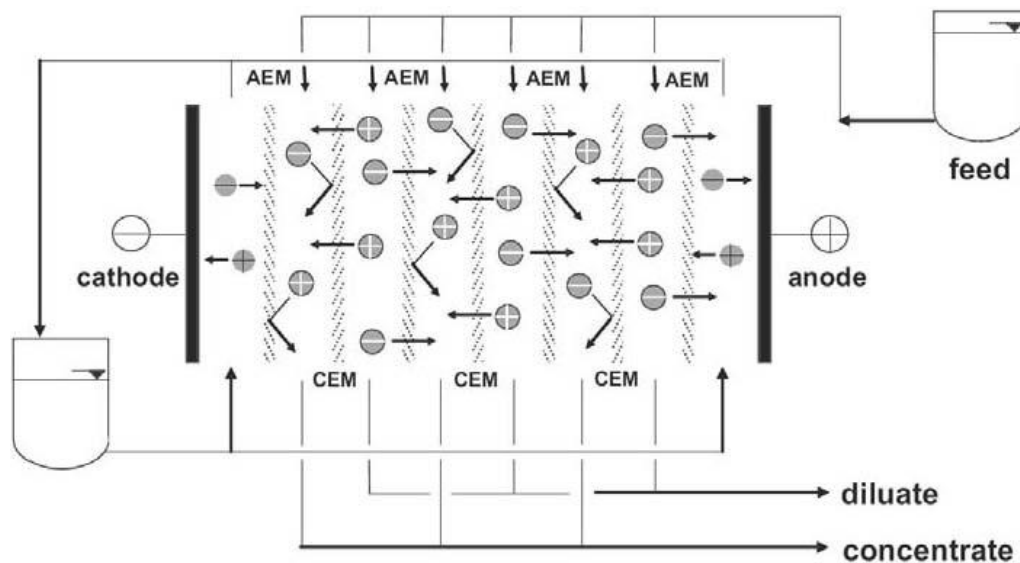 AEM AEM AEM AEM
feed
cathode
anode
CEM CEM CEM
diluate
concentrate